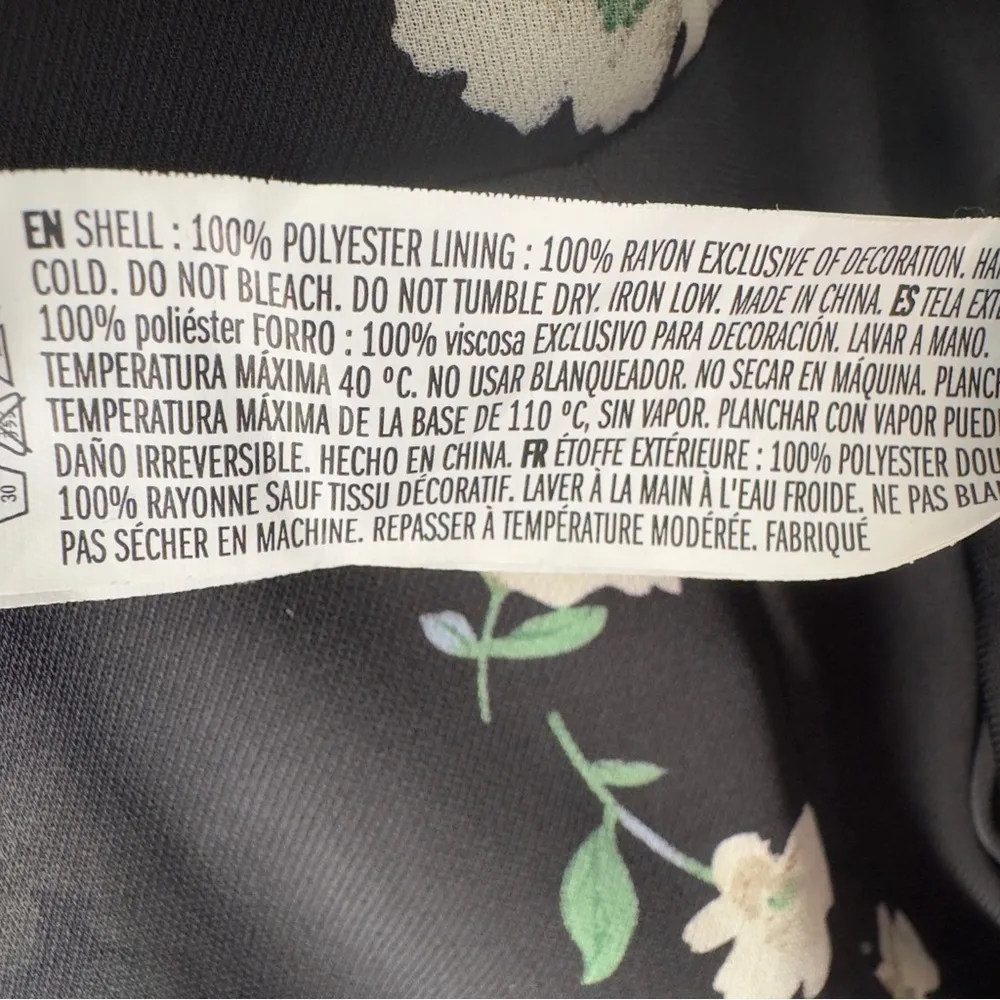 EN SHELL : 100% POLYESTER LINING : 100% RAYON EXCLUSIVE OF DECORATION.
COLD. DO NOT BLEACH. DO NOT TUMBLE DRY. IRON LOW. MADE IN CHINA. ES TELA
100% poliéster FORRO : 100% viscosa EXCLUSIVO PARA DECORACIÓN. LAVAR A MANO.
TEMPERATURA MÁXIMA 40 ºC. NO USAR BLANQUEADOR. NO SECAR EN MÁQUINA.
TEMPERATURA MÁXIMA DE LA BASE DE 110 ºC, SIN VAPOR. PLANCHAR CON VAPOR
DAÑO IRREVERSIBLE. HECHO EN CHINA. FR ÉTOFFE EXTÉRIEURE : 100% POLYESTER
100% RAYONNE SAUF TISSU DÉCORATIF. LAVER À LA MAIN À L'EAU FROIDE. NE PAS
PAS SÉCHER EN MACHINE. REPASSER À TEMPÉRATURE MODÉRÉE. FABRIQUÉ
30